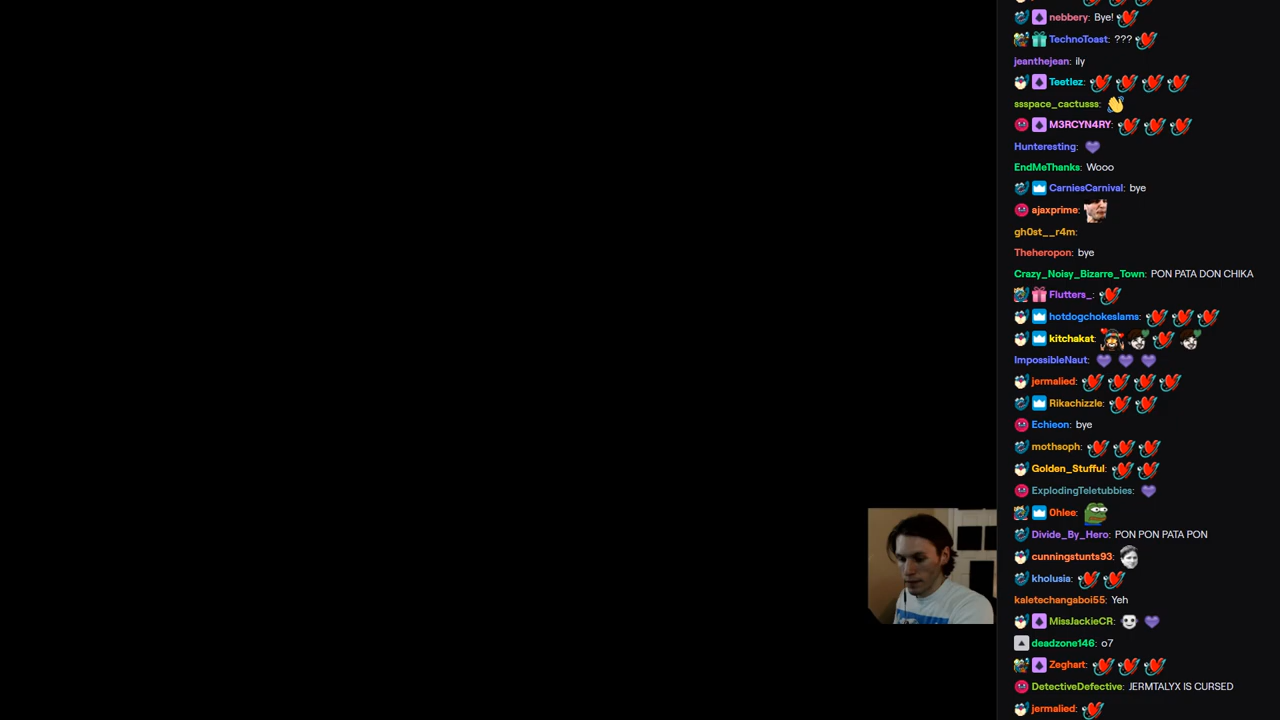 nebbery: Bye!
TechnoToast: ???
jeanthejean: ily
Teetlez:
ssspace_cactusss:
M3RCYN4RY:
Hunteresting:
EndMeThanks: Wooo
CarniesCarnival: bye
ajaxprime:
gh0st__r4m:
Theheropon: bye
Crazy_Noisy_Bizarre_Town: PON PATA DON CHIKA
Flutters_:
hotdogchokeslams:
kitchakat:
ImpossibleNaut:
jermalied:
Rikachizzle:
Echieon: bye
mothsoph:
Golden_Stufful:
ExplodingTeletubbies:
0hlee:
Divide_By_Hero: PON PON PATA PON
cunningstunts93:
kholusia:
kaletechangaboi55: Yeh
MissJackieCR:
deadzone146: o7
Zeghart:
DetectiveDefective: JERMTALYX IS CURSED
jermalied: